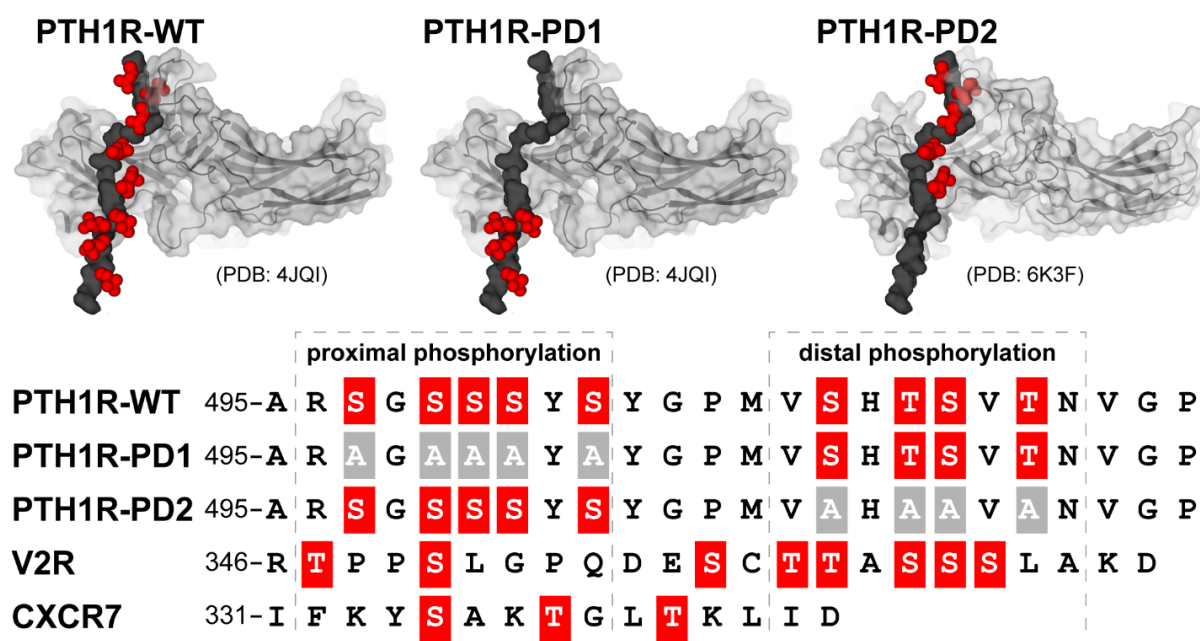 PTH1R-WT PTH1R-PD1 PTH1R-PD2
(PDB: 4JQI) (PDB: 4JQI) (PDB: 6K3F)
proximal phosphorylation distal phosphorylation
PTH1R-WT 495- A R S G S S S Y S Y G P M V S H T S V T N V G P
PTH1R-PD1 495- A R A G A A A Y A Y G P M V S H T S V T N V G P
PTH1R-PD2 495- A R S G S S S Y S Y G P M V A H A A V A N V G P
V2R 346- R T P P S L G P Q D E S C T T A S S S L A K D
CXCR7 331- I F K Y S A K T G L T K L I D